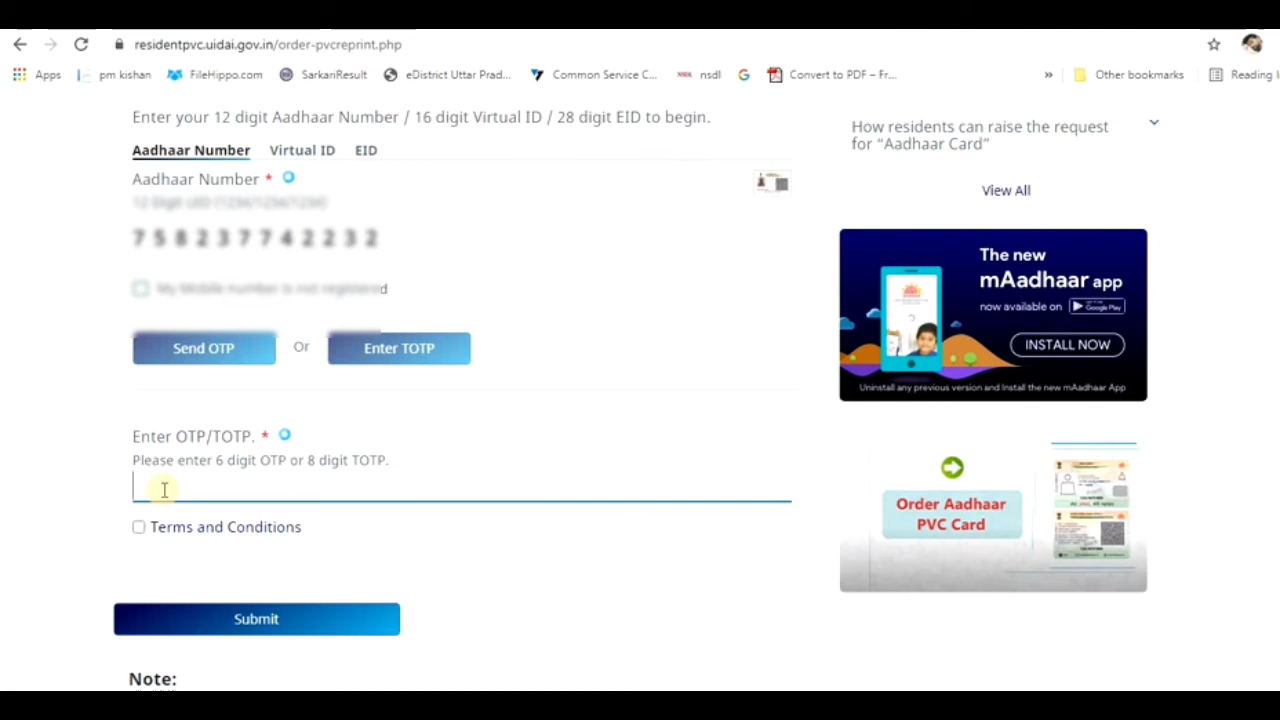 residentpvc.uidai.gov.in/order-pvcreprint.php
Apps pm kishan FileHippo.com SarkariResult eDistrict Uttar Prad... Common Service C... nsdl Convert to PDF – Fr... » Other bookmarks Reading
Enter your 12 digit Aadhaar Number / 16 digit Virtual ID / 28 digit EID to begin.
Aadhaar Number Virtual ID EID
Aadhaar Number *
Send OTP Or Enter TOTP
Enter OTP/TOTP. *
Please enter 6 digit OTP or 8 digit TOTP.
Terms and Conditions
Submit
Note:
How residents can raise the request
for “Aadhaar Card”
View All
The new
mAadhaar app
now available on Google Play
INSTALL NOW
Uninstall any previous version and Install the new mAadhaar App
Order Aadhaar
PVC Card